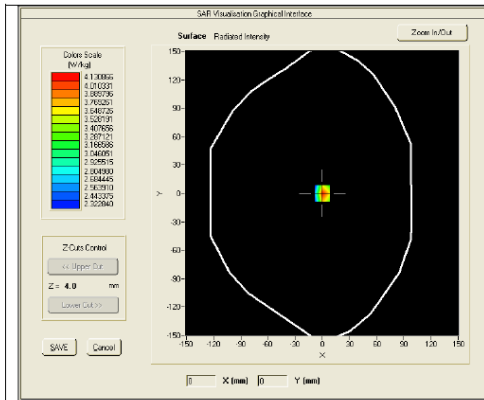 SAR Visualisation Graphical Interface
Surface Radiated Intensity
Zoom In/Out
Colors Scale
(W/kg)
4.130866
4.010331
3.889796
3.769261
3.648726
3.528191
3.407656
3.287121
3.166586
3.046051
2.925515
2.804980
2.684445
2.563910
2.443375
2.322840
Z-Cuts Control
<< Upper Cut
Z = 4.0 mm
Lower Cut >>
SAVE Cancel
150
120
90
60
30
Y 0
-30
-60
-90
-120
-150
-150 -120 -90 -60 -30 0 30 60 90 120 150
X
0 X (mm) 0 Y (mm)